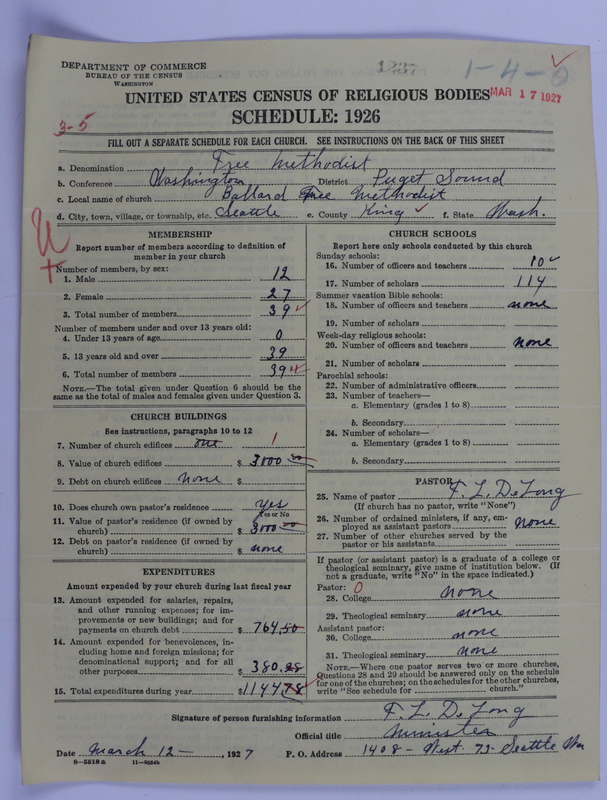 DEPARTMENT OF COMMERCE
BUREAU OF THE CENSUS
WASHINGTON
1-4-0
MAR 17 1927
UNITED STATES CENSUS OF RELIGIOUS BODIES
SCHEDULE: 1926
3-5
FILL OUT A SEPARATE SCHEDULE FOR EACH CHURCH. SEE INSTRUCTIONS ON THE BACK OF THIS SHEET
a. Denomination Free Methodist
b. Conference Washington District Puget Sound
c. Local name of church Ballard Free Methodist
d. City, town, village, or township, etc. Seattle e. County King f. State Wash.
MEMBERSHIP
Report number of members according to definition of
member in your church
Number of members, by sex:
1. Male 12
2. Female 27
3. Total number of members 39
Number of members under and over 13 years old:
4. Under 13 years of age 0
5. 13 years old and over 39
6. Total number of members 39
NOTE.—The total given under Question 6 should be the
same as the total of males and females given under Question 3.
CHURCH BUILDINGS
See instructions, paragraphs 10 to 12
7. Number of church edifices one 1
8. Value of church edifices $ 3000 00
9. Debt on church edifices none $
10. Does church own pastor's residence Yes
Yes or No
11. Value of pastor's residence (if owned by
church) $ 3000 00
12. Debt on pastor's residence (if owned by
church) $ none
EXPENDITURES
Amount expended by your church during last fiscal year
13. Amount expended for salaries, repairs,
and other running expenses; for im-
provements or new buildings; and for
payments on church debt $ 764.50
14. Amount expended for benevolences, in-
cluding home and foreign missions; for
denominational support; and for all
other purposes $ 380.28
15. Total expenditures during year $ 1144 78
CHURCH SCHOOLS
Report here only schools conducted by this church
Sunday schools:
16. Number of officers and teachers 10
17. Number of scholars 114
Summer vacation Bible schools:
18. Number of officers and teachers none
19. Number of scholars
Week-day religious schools:
20. Number of officers and teachers none
21. Number of scholars
Parochial schools:
22. Number of administrative officers
23. Number of teachers—
a. Elementary (grades 1 to 8)
b. Secondary
24. Number of scholars—
a. Elementary (grades 1 to 8)
b. Secondary
PASTOR
25. Name of pastor F. L. DeLong
(If church has no pastor, write "None")
26. Number of ordained ministers, if any, em-
ployed as assistant pastors none
27. Number of other churches served by the
pastor or his assistants
If pastor (or assistant pastor) is a graduate of a college or
theological seminary, give name of institution below. (If
not a graduate, write "No" in the space indicated.)
Pastor: 0
28. College none
29. Theological seminary none
Assistant pastor:
30. College none
31. Theological seminary none
NOTE.—Where one pastor serves two or more churches,
Questions 28 and 29 should be answered only on the schedule
for one of the churches; on the schedules for the other churches,
write "See schedule for church."
Signature of person furnishing information F. L. DeLong
Official title Minister
Date March 12 -, 1927 P. O. Address 1408 - West 73 - Seattle Wn
8-5518a 11-9054b